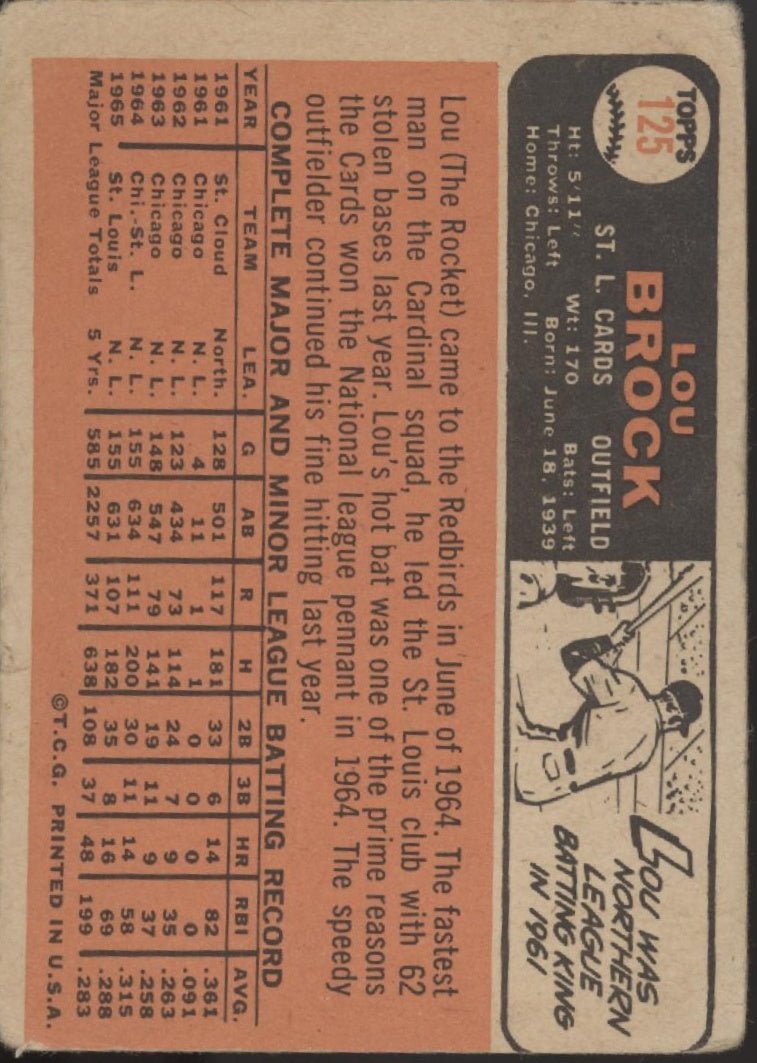 TOPPS
125
LOU
BROCK
ST. L. CARDS OUTFIELD
Ht: 5'11" Wt: 170 Bats: Left
Throws: Left Born: June 18, 1939
Home: Chicago, Ill.
LOU WAS
NORTHERN
LEAGUE
BATTING KING
IN 1961
Lou (The Rocket) came to the Redbirds in June of 1964. The fastest
man on the Cardinal squad, he led the St. Louis club with 62
stolen bases last year. Lou's hot bat was one of the prime reasons
the Cards won the National league pennant in 1964. The speedy
outfielder continued his fine hitting last year.
COMPLETE MAJOR AND MINOR LEAGUE BATTING RECORD
YEAR TEAM LEA. G AB R H 2B 3B HR RBI AVG.
1961 St. Cloud North. 128 501 117 181 33 6 14 82 .361
1961 Chicago N. L. 4 11 1 1 0 0 0 0 .091
1962 Chicago N. L. 123 434 73 114 24 7 9 35 .263
1963 Chicago N. L. 148 547 79 141 19 11 9 37 .258
1964 Chi.-St. L. N. L. 155 634 111 200 30 11 14 58 .315
1965 St. Louis N. L. 155 631 107 182 35 8 16 69 .288
Major League Totals 5 Yrs. 585 2257 371 638 108 37 48 199 .283
©T.C.G. PRINTED IN U.S.A.